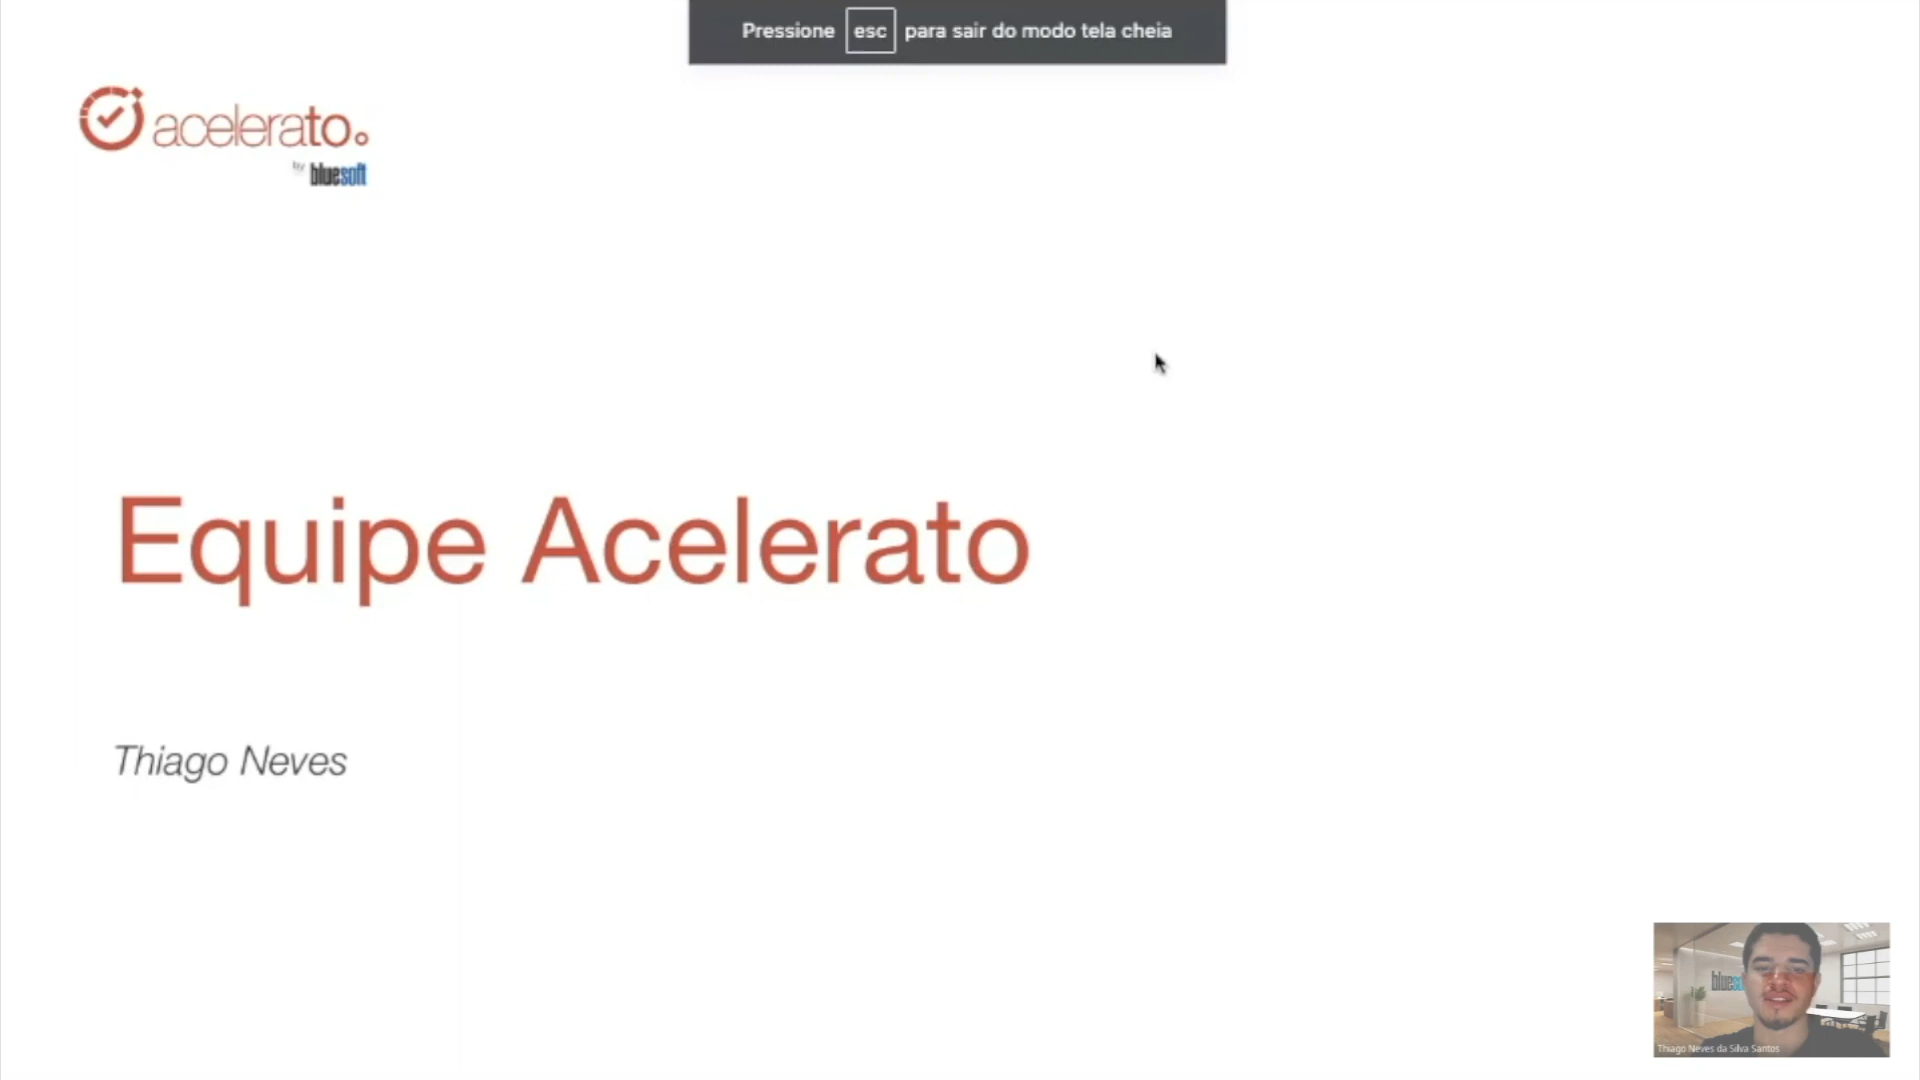 Pressione esc para sair do modo tela cheia
acelerato
by bluesoft
Equipe Acelerato
Thiago Neves
blueso
Thiago Neves da Silva Santos